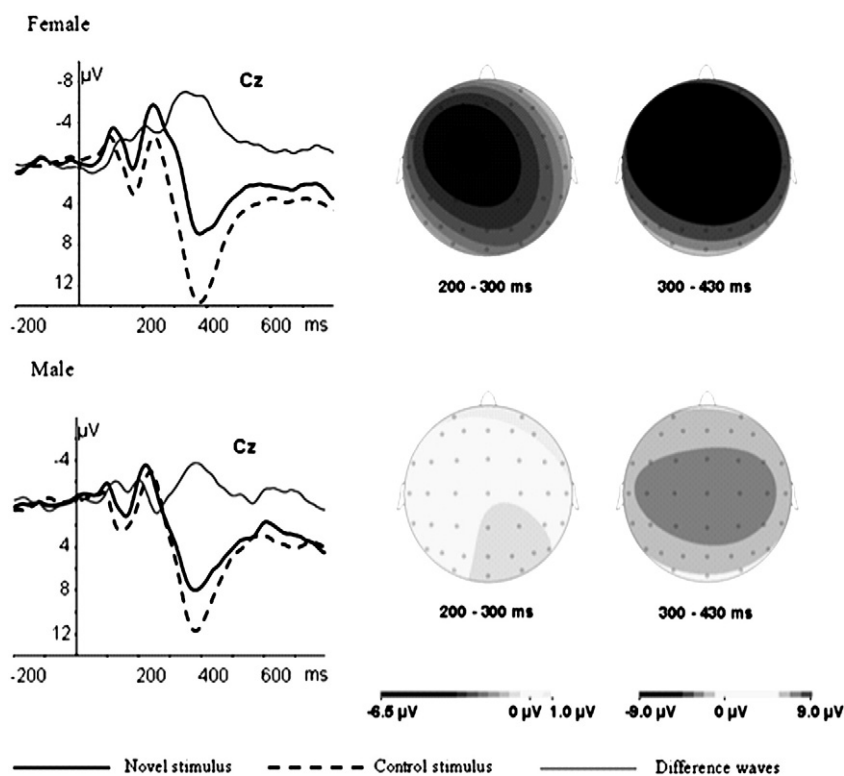 Female
-8
µV
Cz
-4
4
8
12
-200
200
400
600
ms
200 - 300 ms
300 - 430 ms
Male
µV
-4
Cz
4
8
12
-200
200
400
600
ms
200 - 300 ms
300 - 430 ms
-6.5 µV
0 µV
1.0 µV
-9.0 µV
0 µV
9.0 µV
Novel stimulus
Control stimulus
Difference waves